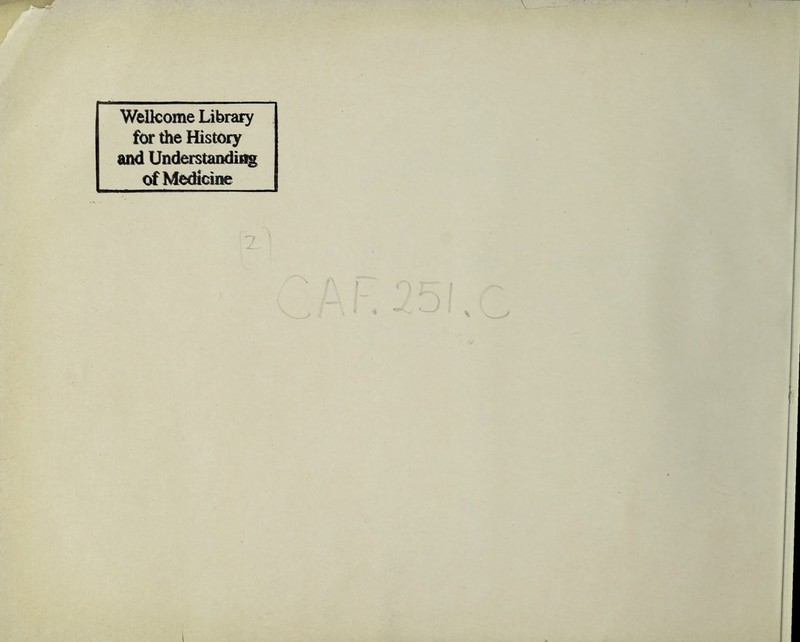 Wellcome Library
for the History
and Understanding
of Medicine
(2)
CAF. 251. C